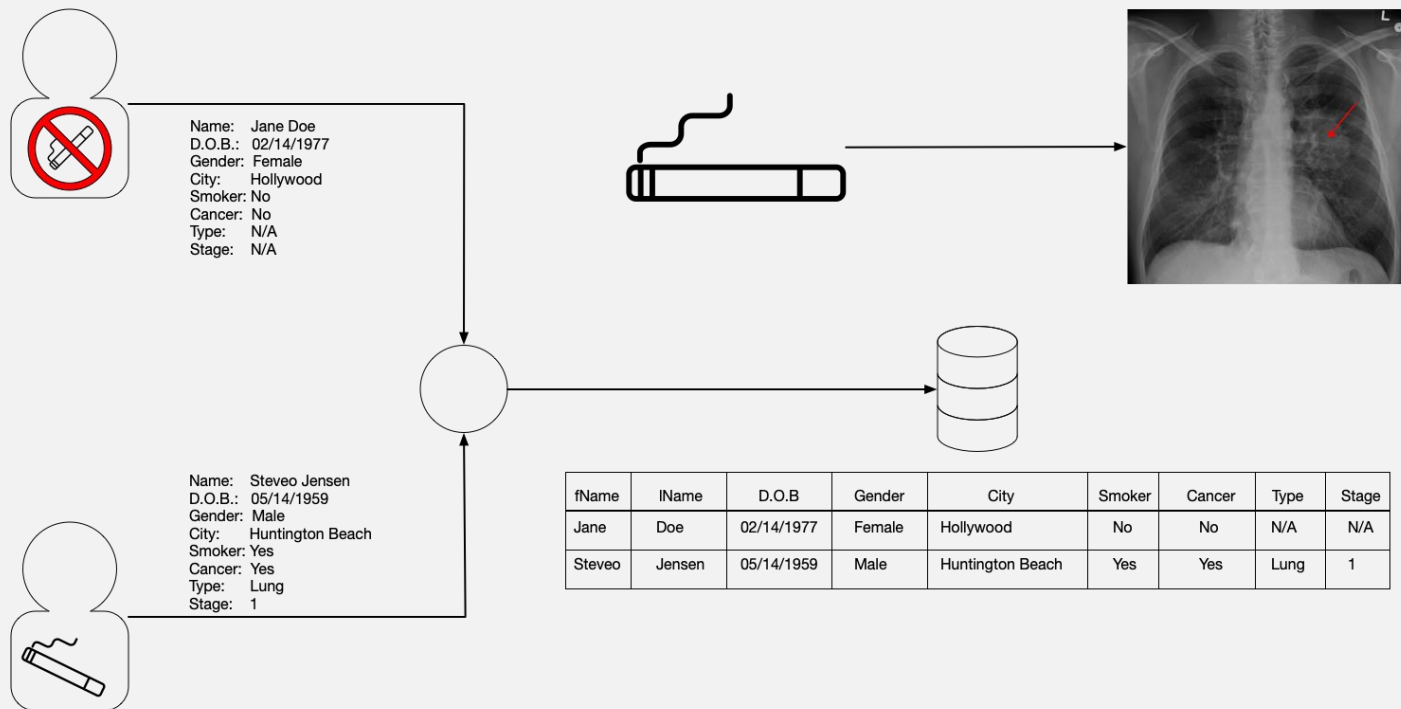 L
Name: Jane Doe
D.O.B.: 02/14/1977
Gender: Female
City: Hollywood
Smoker: No
Cancer: No
Type: N/A
Stage: N/A
Name: Steveo Jensen
D.O.B.: 05/14/1959
Gender: Male
City: Huntington Beach
Smoker: Yes
Cancer: Yes
Type: Lung
Stage: 1
fName lName D.O.B Gender City Smoker Cancer Type Stage
Jane Doe 02/14/1977 Female Hollywood No No N/A N/A
Steveo Jensen 05/14/1959 Male Huntington Beach Yes Yes Lung 1